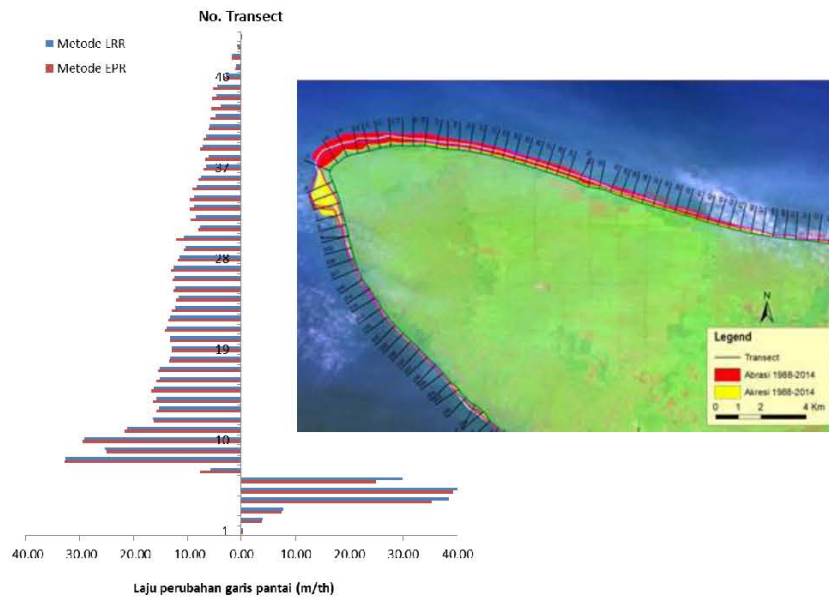 No. Transect
Metode LRR
Metode EPR
46
37
28
19
10
1
40.00 30.00 20.00 10.00 0.00 10.00 20.00 30.00 40.00
Laju perubahan garis pantai (m/th)
N
Legend
Transect
Abrasi 1988-2014
Akresi 1988-2014
0 1 2 4 Km